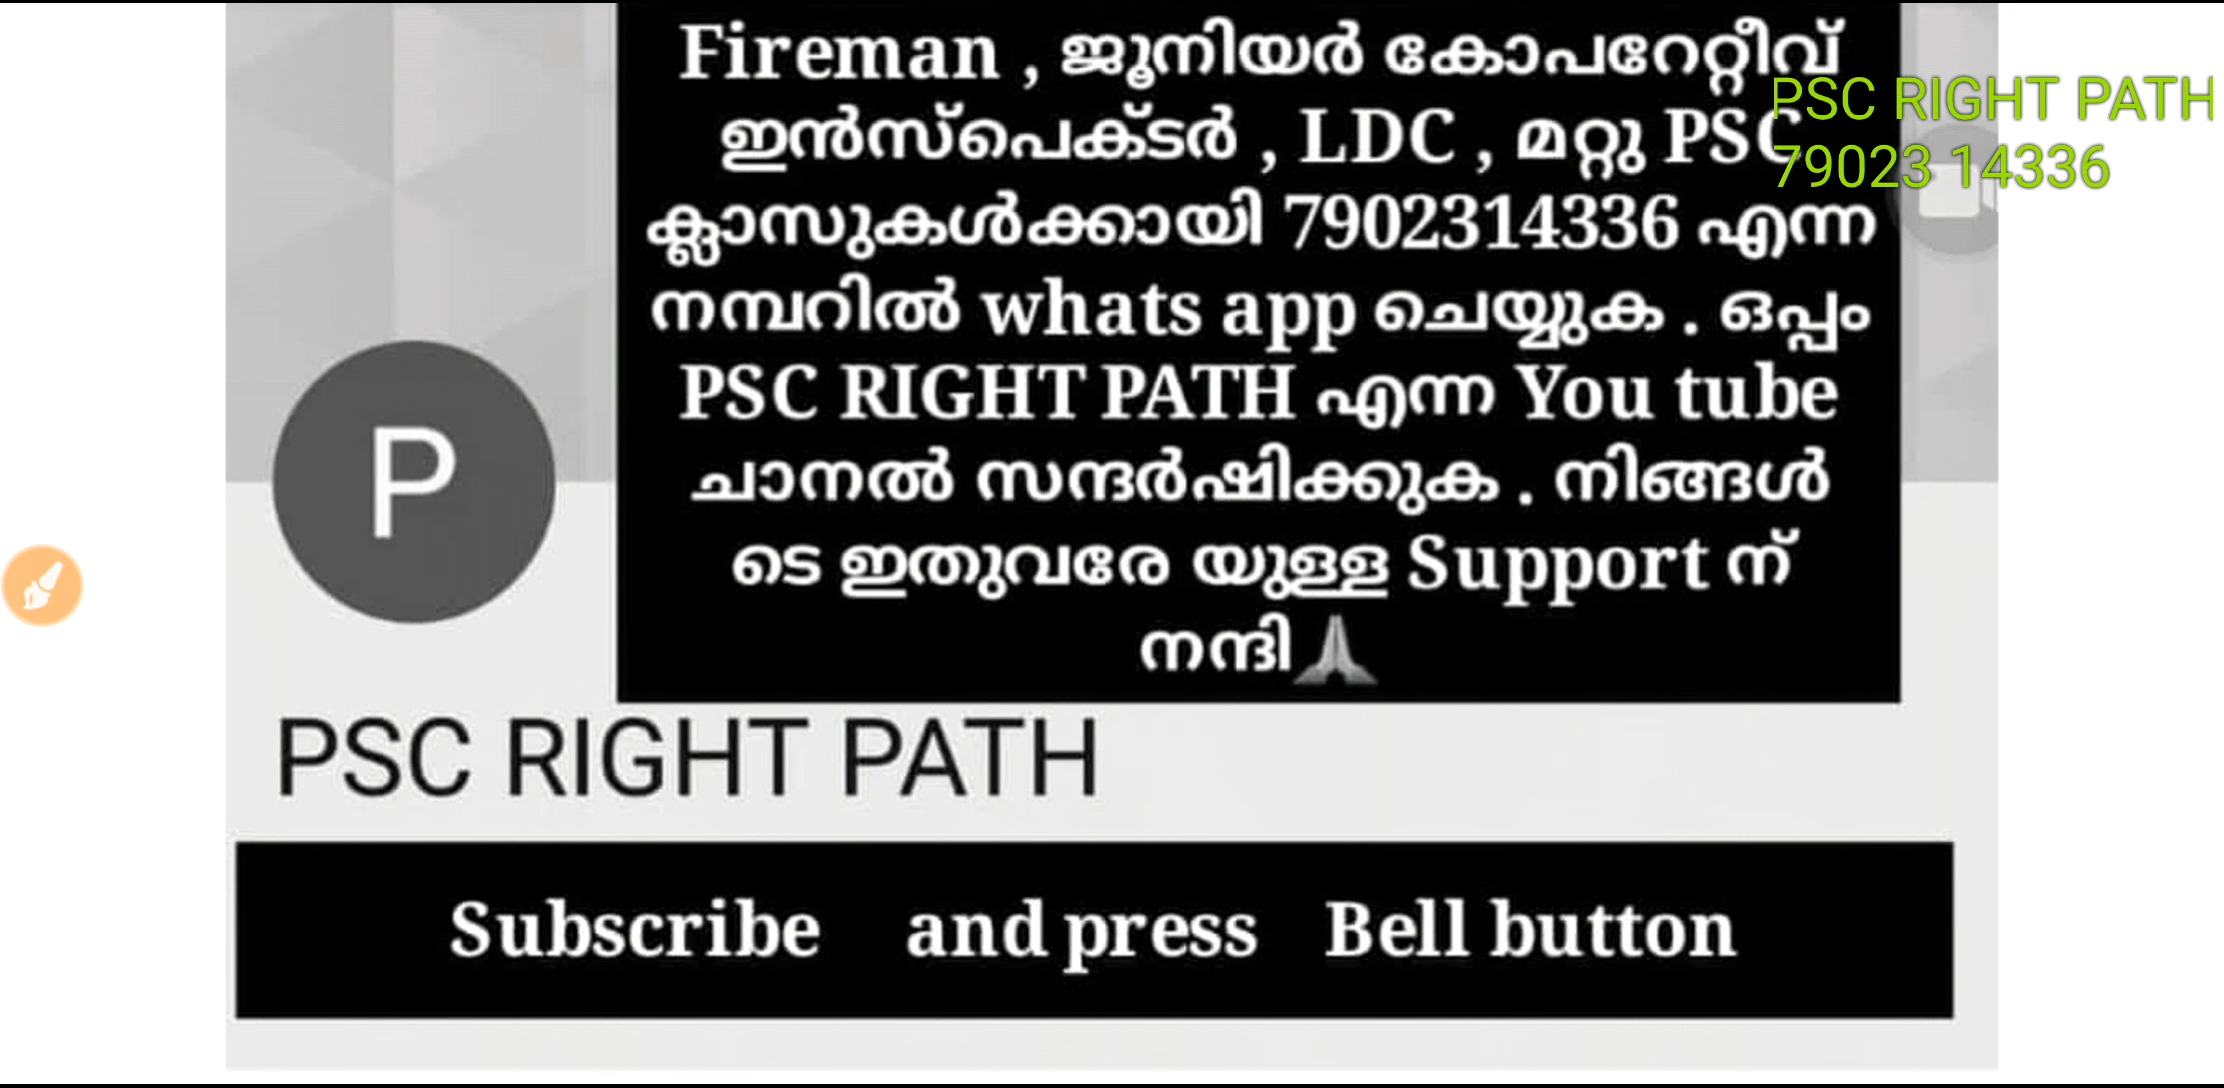 Fireman , ജൂനിയർ കോപറേറ്റീവ്
ഇൻസ്പെക്ടർ , LDC , മറ്റു PSC
ക്ലാസുകൾക്കായി 7902314336 എന്ന
നമ്പറിൽ whats app ചെയ്യുക . ഒപ്പം
PSC RIGHT PATH എന്ന You tube
ചാനൽ സന്ദർഷിക്കുക . നിങ്ങൾ
ടെ ഇതുവരേ യുള്ള Support ന്
നന്ദി🙏
PSC RIGHT PATH
79023 14336
P
PSC RIGHT PATH
Subscribe and press Bell button